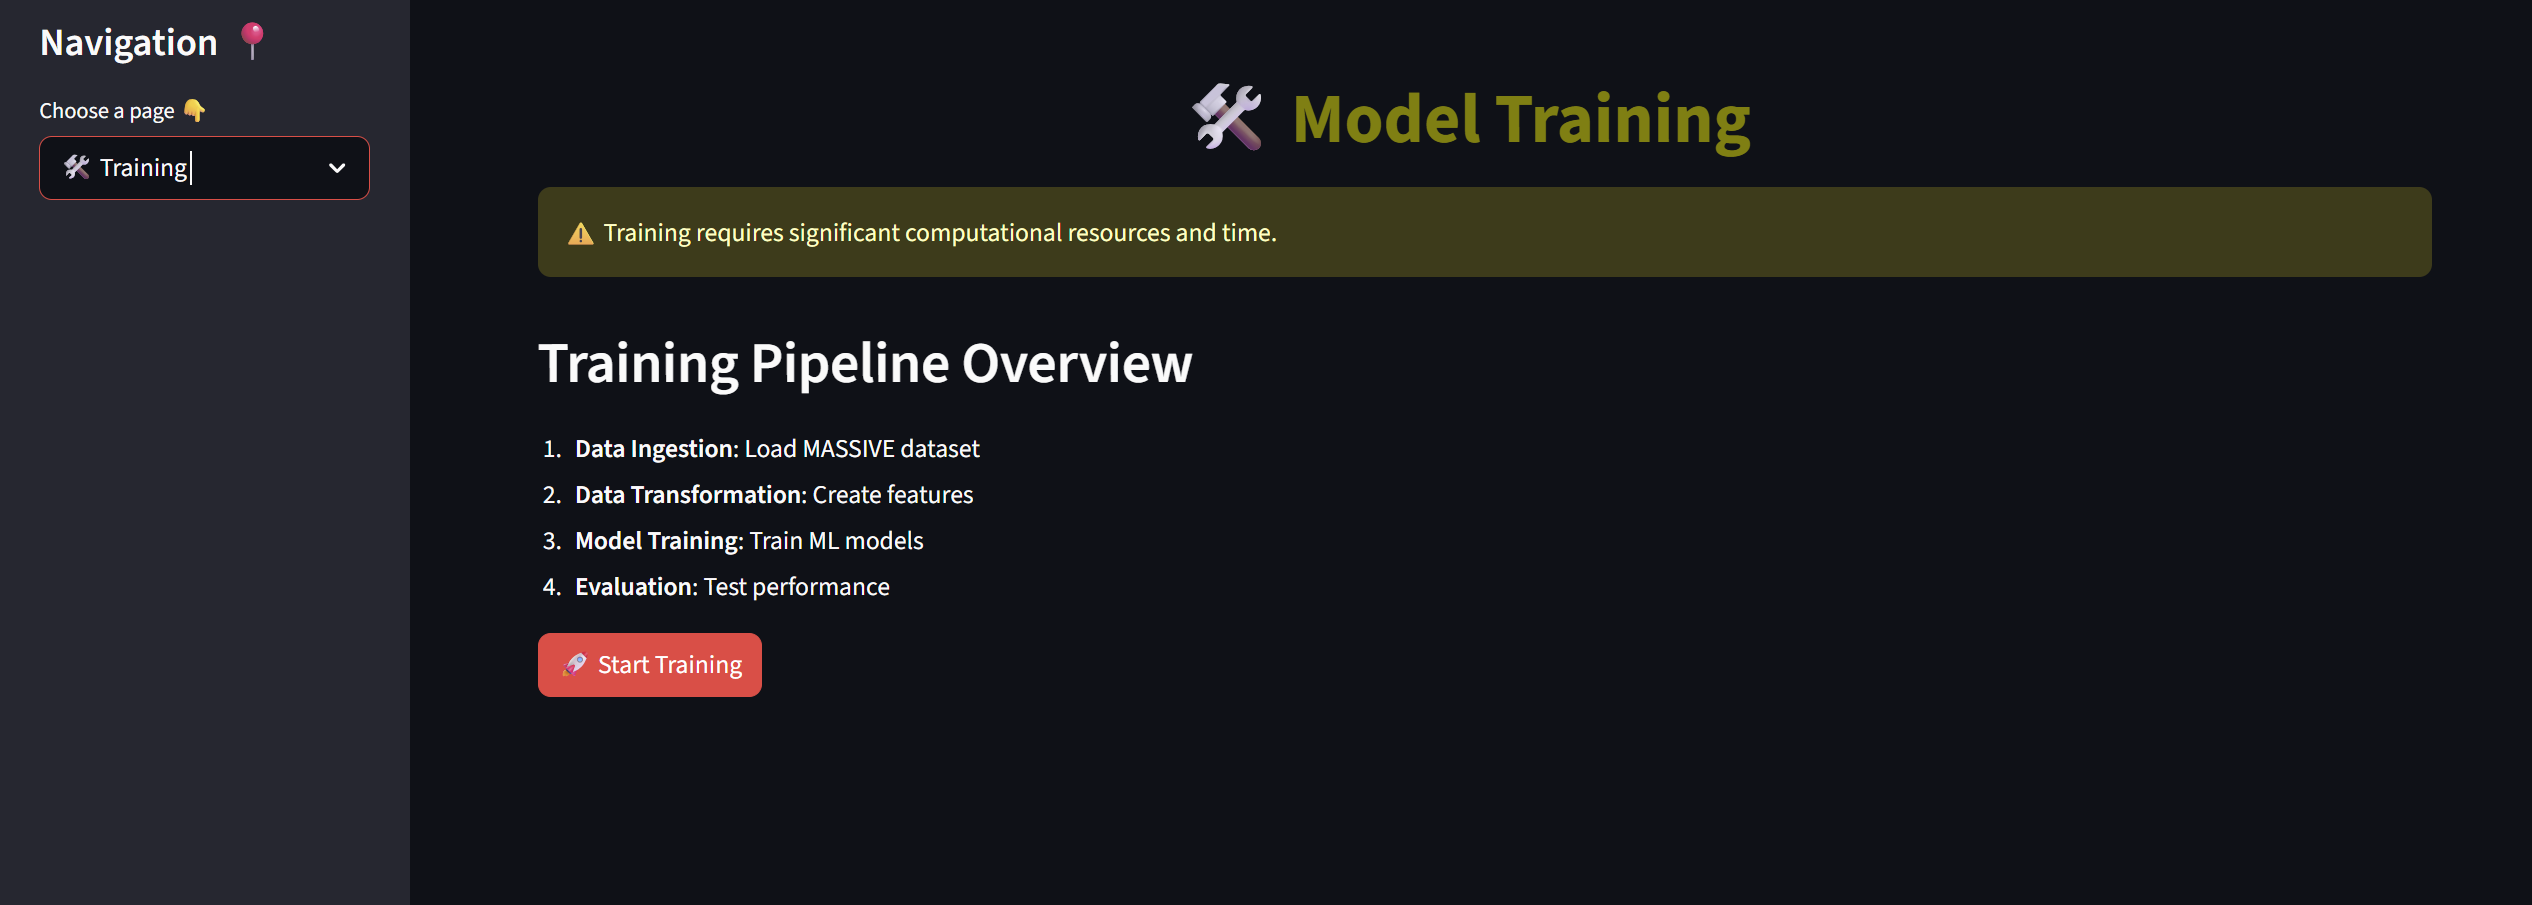 Navigation 📍
Choose a page 👇
🛠️ Training
🛠️ Model Training
⚠️ Training requires significant computational resources and time.
Training Pipeline Overview
1. Data Ingestion: Load MASSIVE dataset
2. Data Transformation: Create features
3. Model Training: Train ML models
4. Evaluation: Test performance
🚀 Start Training